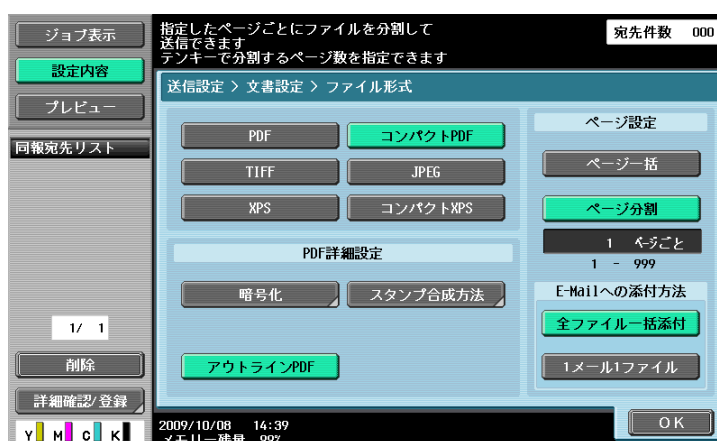 ジョブ表示
設定内容
プレビュー
同報宛先リスト
1/ 1
削除
詳細確認/登録
Y M C K
指定したページごとにファイルを分割して
送信できます
テンキーで分割するページ数を指定できます
宛先件数 000
送信設定 > 文書設定 > ファイル形式
PDF コンパクトPDF
TIFF JPEG
XPS コンパクトXPS
PDF詳細設定
暗号化 スタンプ合成方法
アウトラインPDF
ページ設定
ページ一括
ページ分割
1 ページごと
1 - 999
E-Mailへの添付方法
全ファイル一括添付
1メール1ファイル
2009/10/08 14:39
メモリー残量 99%
OK